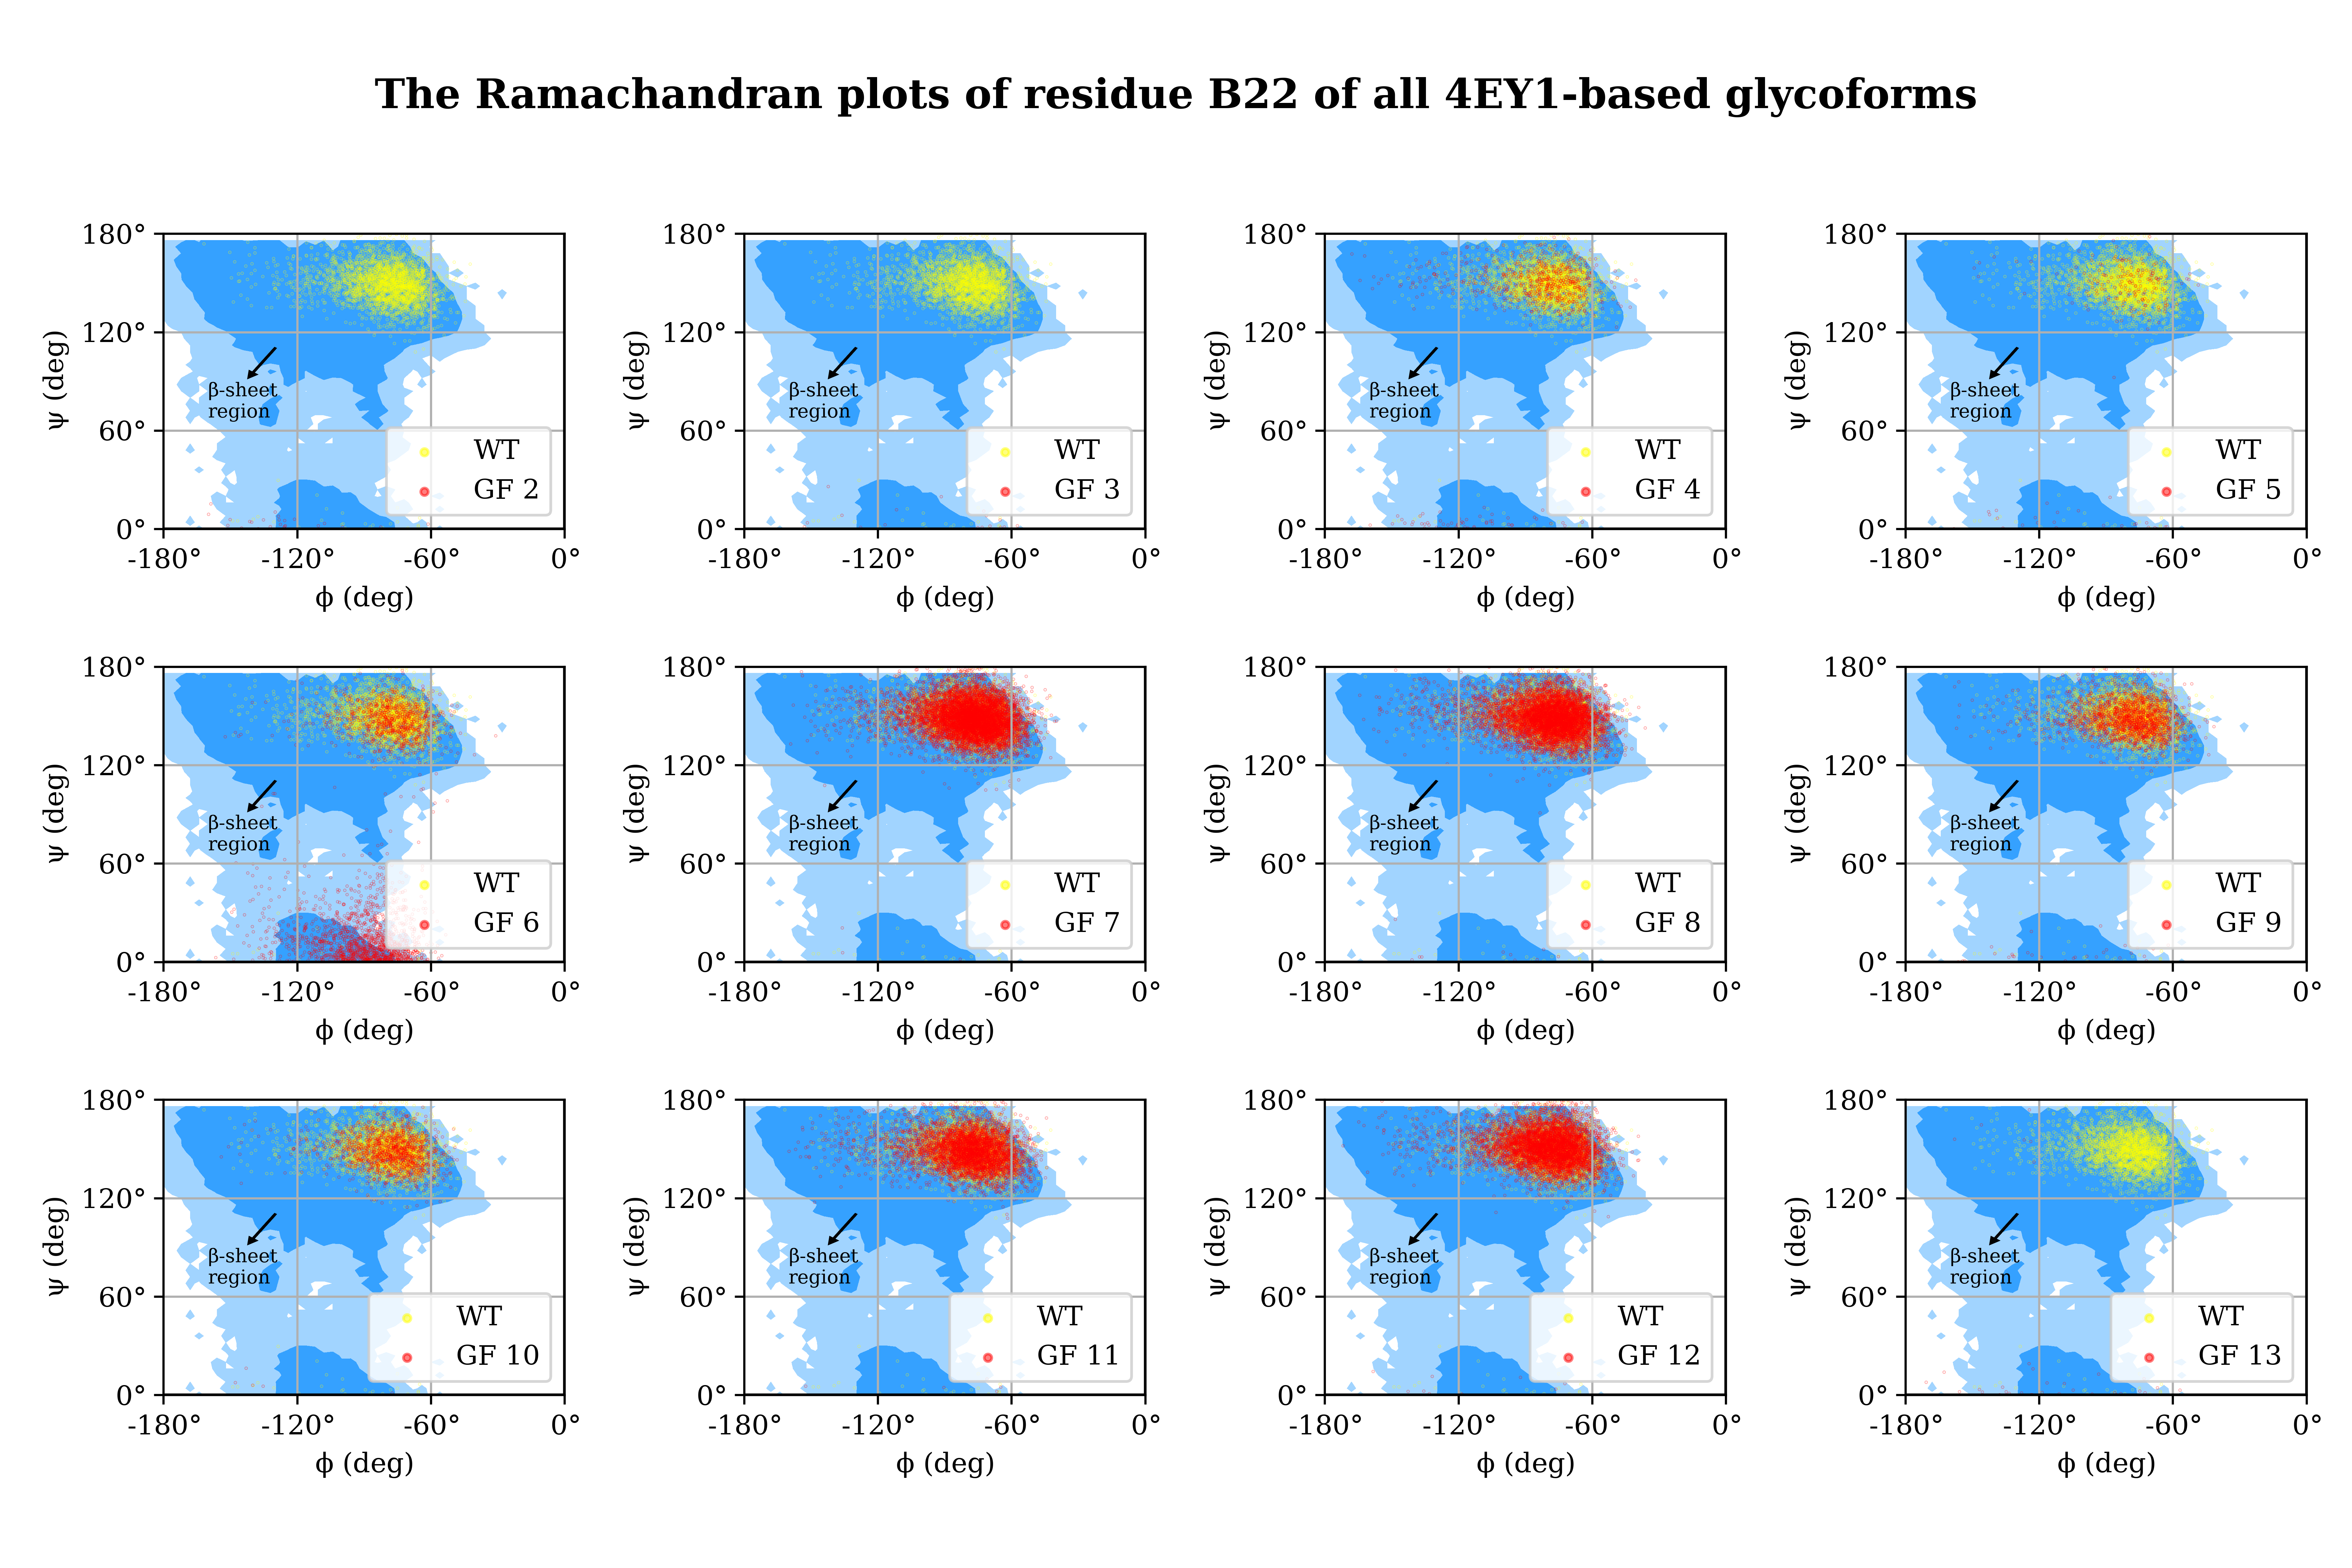 The Ramachandran plots of residue B22 of all 4EY1-based glycoforms
180°
120°
60°
0°
ψ (deg)
β-sheet
region
WT
GF 2
-180°
-120°
-60°
0°
ϕ (deg)
180°
120°
60°
0°
ψ (deg)
β-sheet
region
WT
GF 3
-180°
-120°
-60°
0°
ϕ (deg)
180°
120°
60°
0°
ψ (deg)
β-sheet
region
WT
GF 4
-180°
-120°
-60°
0°
ϕ (deg)
180°
120°
60°
0°
ψ (deg)
β-sheet
region
WT
GF 5
-180°
-120°
-60°
0°
ϕ (deg)
180°
120°
60°
0°
ψ (deg)
β-sheet
region
WT
GF 6
-180°
-120°
-60°
0°
ϕ (deg)
180°
120°
60°
0°
ψ (deg)
β-sheet
region
WT
GF 7
-180°
-120°
-60°
0°
ϕ (deg)
180°
120°
60°
0°
ψ (deg)
β-sheet
region
WT
GF 8
-180°
-120°
-60°
0°
ϕ (deg)
180°
120°
60°
0°
ψ (deg)
β-sheet
region
WT
GF 9
-180°
-120°
-60°
0°
ϕ (deg)
180°
120°
60°
0°
ψ (deg)
β-sheet
region
WT
GF 10
-180°
-120°
-60°
0°
ϕ (deg)
180°
120°
60°
0°
ψ (deg)
β-sheet
region
WT
GF 11
-180°
-120°
-60°
0°
ϕ (deg)
180°
120°
60°
0°
ψ (deg)
β-sheet
region
WT
GF 12
-180°
-120°
-60°
0°
ϕ (deg)
180°
120°
60°
0°
ψ (deg)
β-sheet
region
WT
GF 13
-180°
-120°
-60°
0°
ϕ (deg)